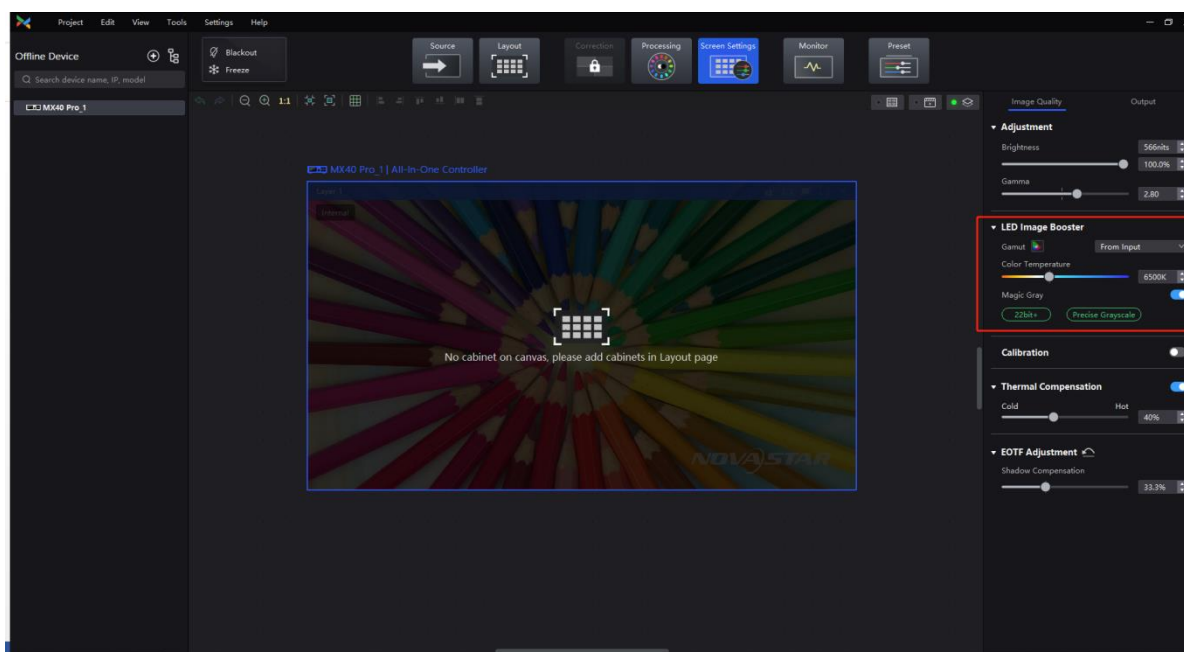 Project Edit View Tools Settings Help
Offline Device
Search device name, IP, model
MX40 Pro_1
Blackout
Freeze
Source Layout Correction Processing Screen Settings Monitor Preset
1:1
MX40 Pro_1 | All-In-One Controller
Layer 1
Internal
No cabinet on canvas, please add cabinets in Layout page
NOVASTAR
Image Quality Output
Adjustment
Brightness 566nits
100.0%
Gamma
2.80
LED Image Booster
Gamut From Input
Color Temperature
6500K
Magic Gray
22bit+ Precise Grayscale
Calibration
Thermal Compensation
Cold Hot
40%
EOTF Adjustment
Shadow Compensation
33.3%